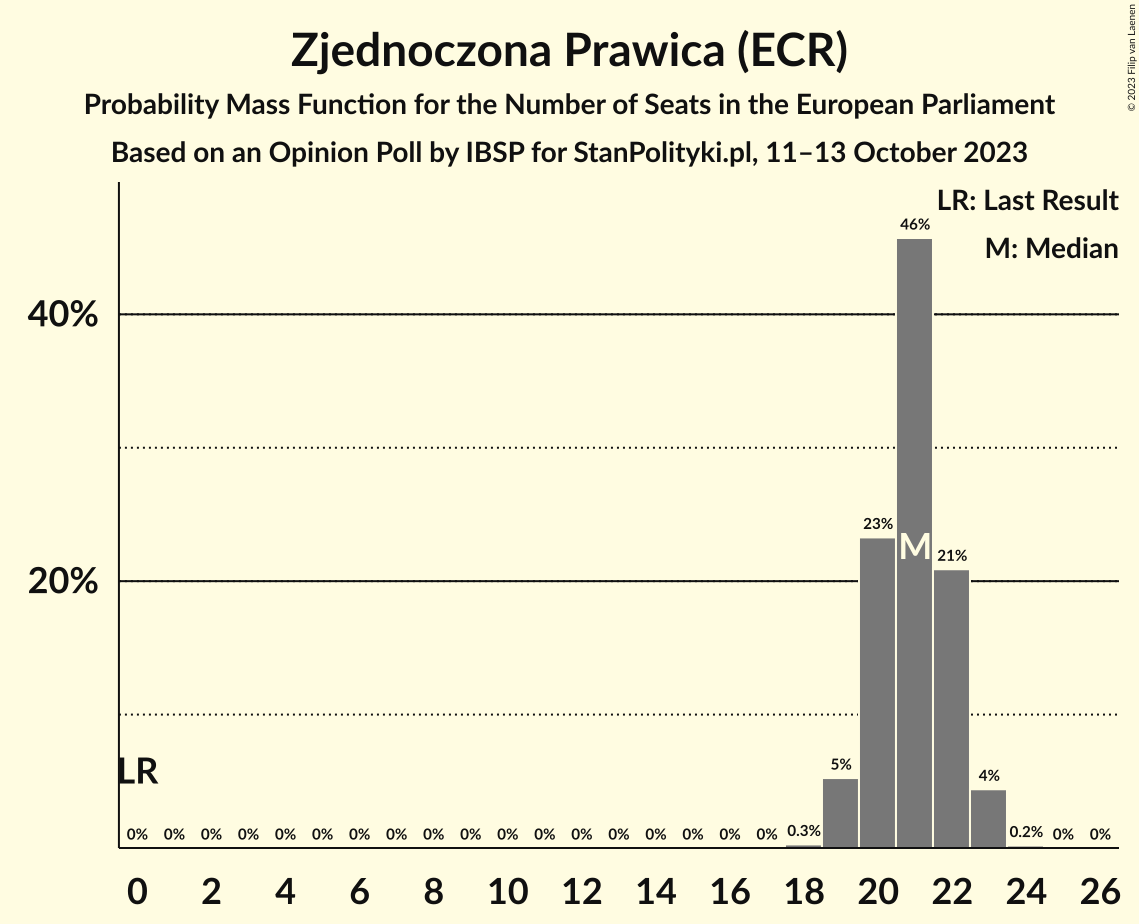 Zjednoczona Prawica (ECR)
Probability Mass Function for the Number of Seats in the European Parliament
Based on an Opinion Poll by IBSP for StanPolityki.pl, 11–13 October 2023
© 2023 Filip van Laenen
LR: Last Result
M: Median
46%
40%
23%
M
21%
20%
LR
5%
4%
0% 0% 0% 0% 0% 0% 0% 0% 0% 0% 0% 0% 0% 0% 0% 0% 0% 0% 0.3% 0.2% 0% 0%
0 2 4 6 8 10 12 14 16 18 20 22 24 26